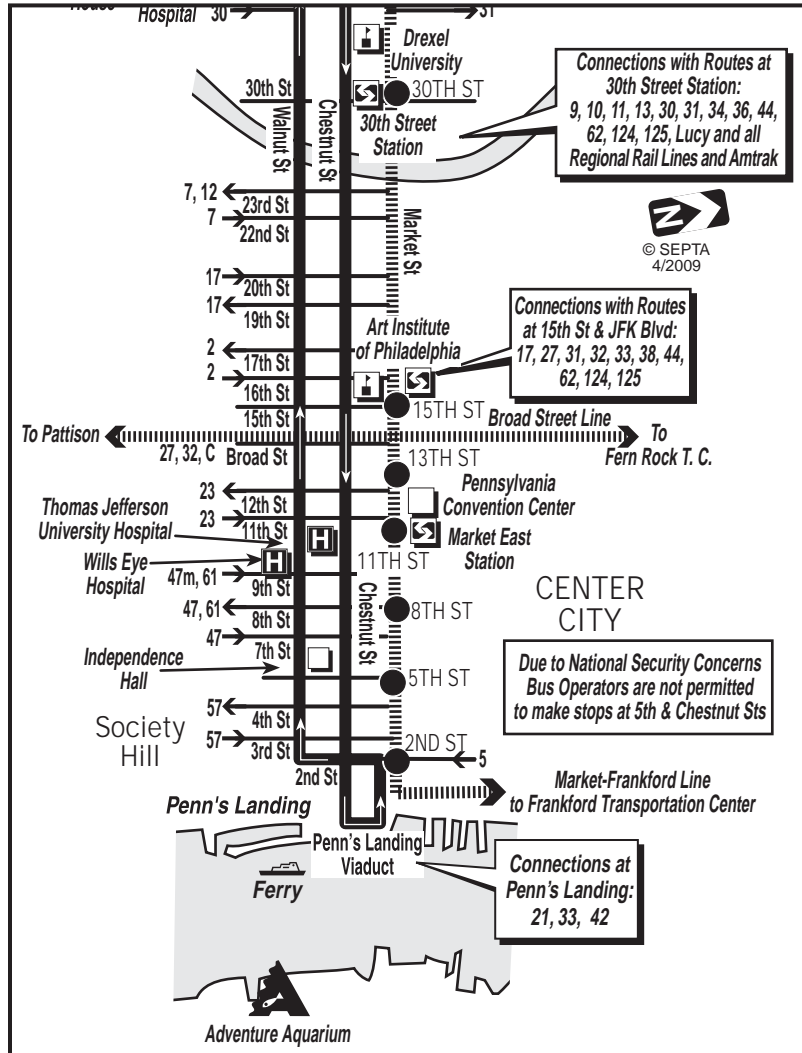 Hospital 30
31
Drexel
University
30th St
30TH ST
30th Street
Station
Walnut St
Chestnut St
Connections with Routes at
30th Street Station:
9, 10, 11, 13, 30, 31, 34, 36, 44,
62, 124, 125, Lucy and all
Regional Rail Lines and Amtrak
N
© SEPTA
4/2009
7, 12
23rd St
7
22nd St
Market St
17
20th St
17
19th St
Art Institute
of Philadelphia
Connections with Routes
at 15th St & JFK Blvd:
17, 27, 31, 32, 33, 38, 44,
62, 124, 125
2
17th St
2
16th St
15th St
15TH ST
To Pattison
Broad Street Line
To
Fern Rock T. C.
27, 32, C
Broad St
13TH ST
23
12th St
Pennsylvania
Convention Center
23
11th St
Market East
Station
Thomas Jefferson
University Hospital
H
11TH ST
Wills Eye
Hospital
H
47m, 61
9th St
CENTER
CITY
47, 61
8th St
8TH ST
47
7th St
Chestnut St
Independence
Hall
5TH ST
Due to National Security Concerns
Bus Operators are not permitted
to make stops at 5th & Chestnut Sts
57
4th St
Society
Hill
57
3rd St
2ND ST
5
2nd St
Market-Frankford Line
to Frankford Transportation Center
Penn's Landing
Penn's Landing
Viaduct
Connections at
Penn's Landing:
21, 33, 42
Ferry
Adventure Aquarium